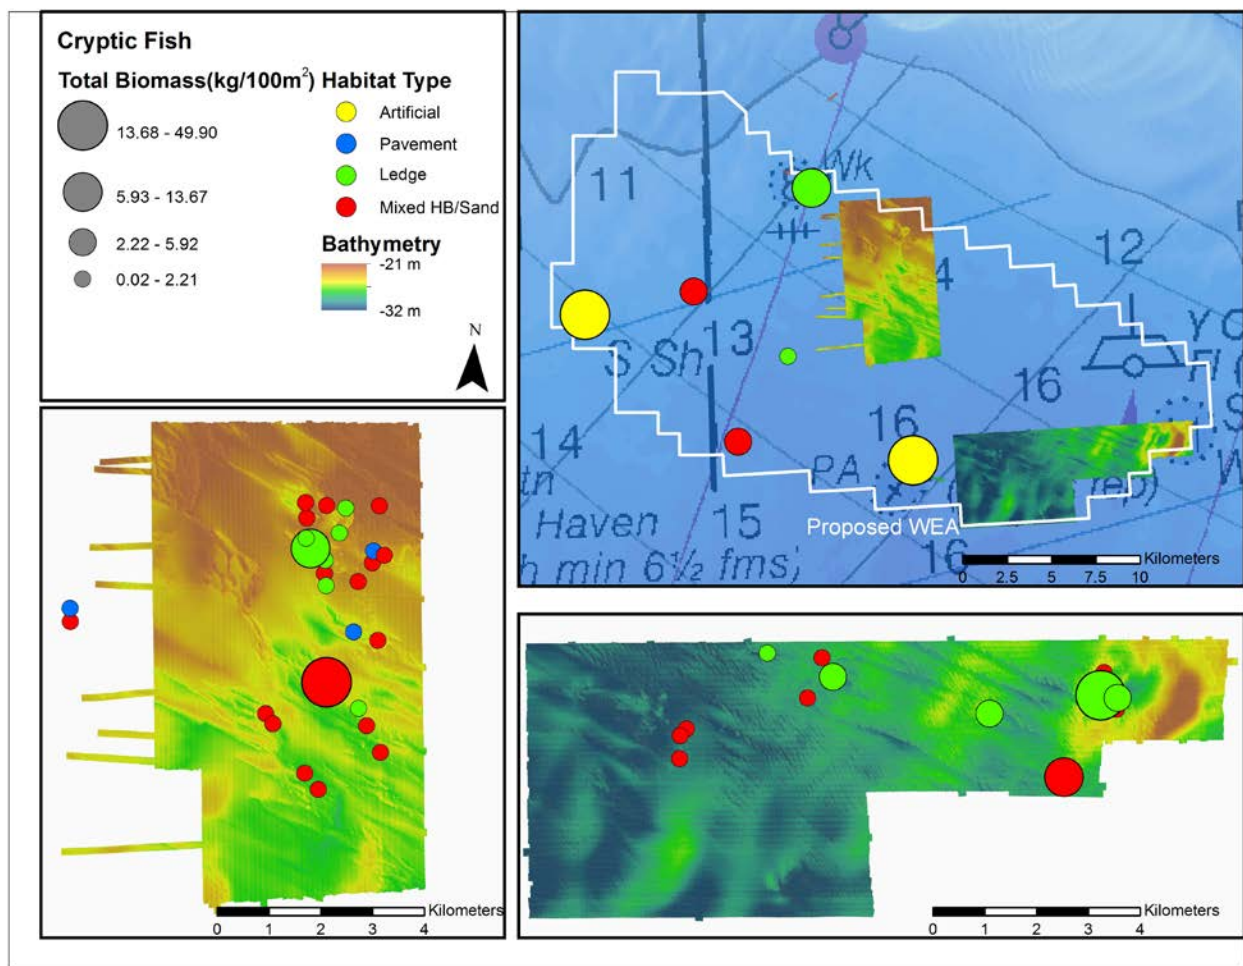 Cryptic Fish
Total Biomass(kg/100m²) Habitat Type
13.68 - 49.90
5.93 - 13.67
2.22 - 5.92
0.02 - 2.21
Artificial
Pavement
Ledge
Mixed HB/Sand
Bathymetry
-21 m
-32 m
N
Wk
11
12
4
13
S Sh
16
16
14
PA
rep)
Proposed WEA
Haven
15
16
h min 6½ fms)
Kilometers
0 2.5 5 7.5 10
Kilometers
0 1 2 3 4
Kilometers
0 1 2 3 4